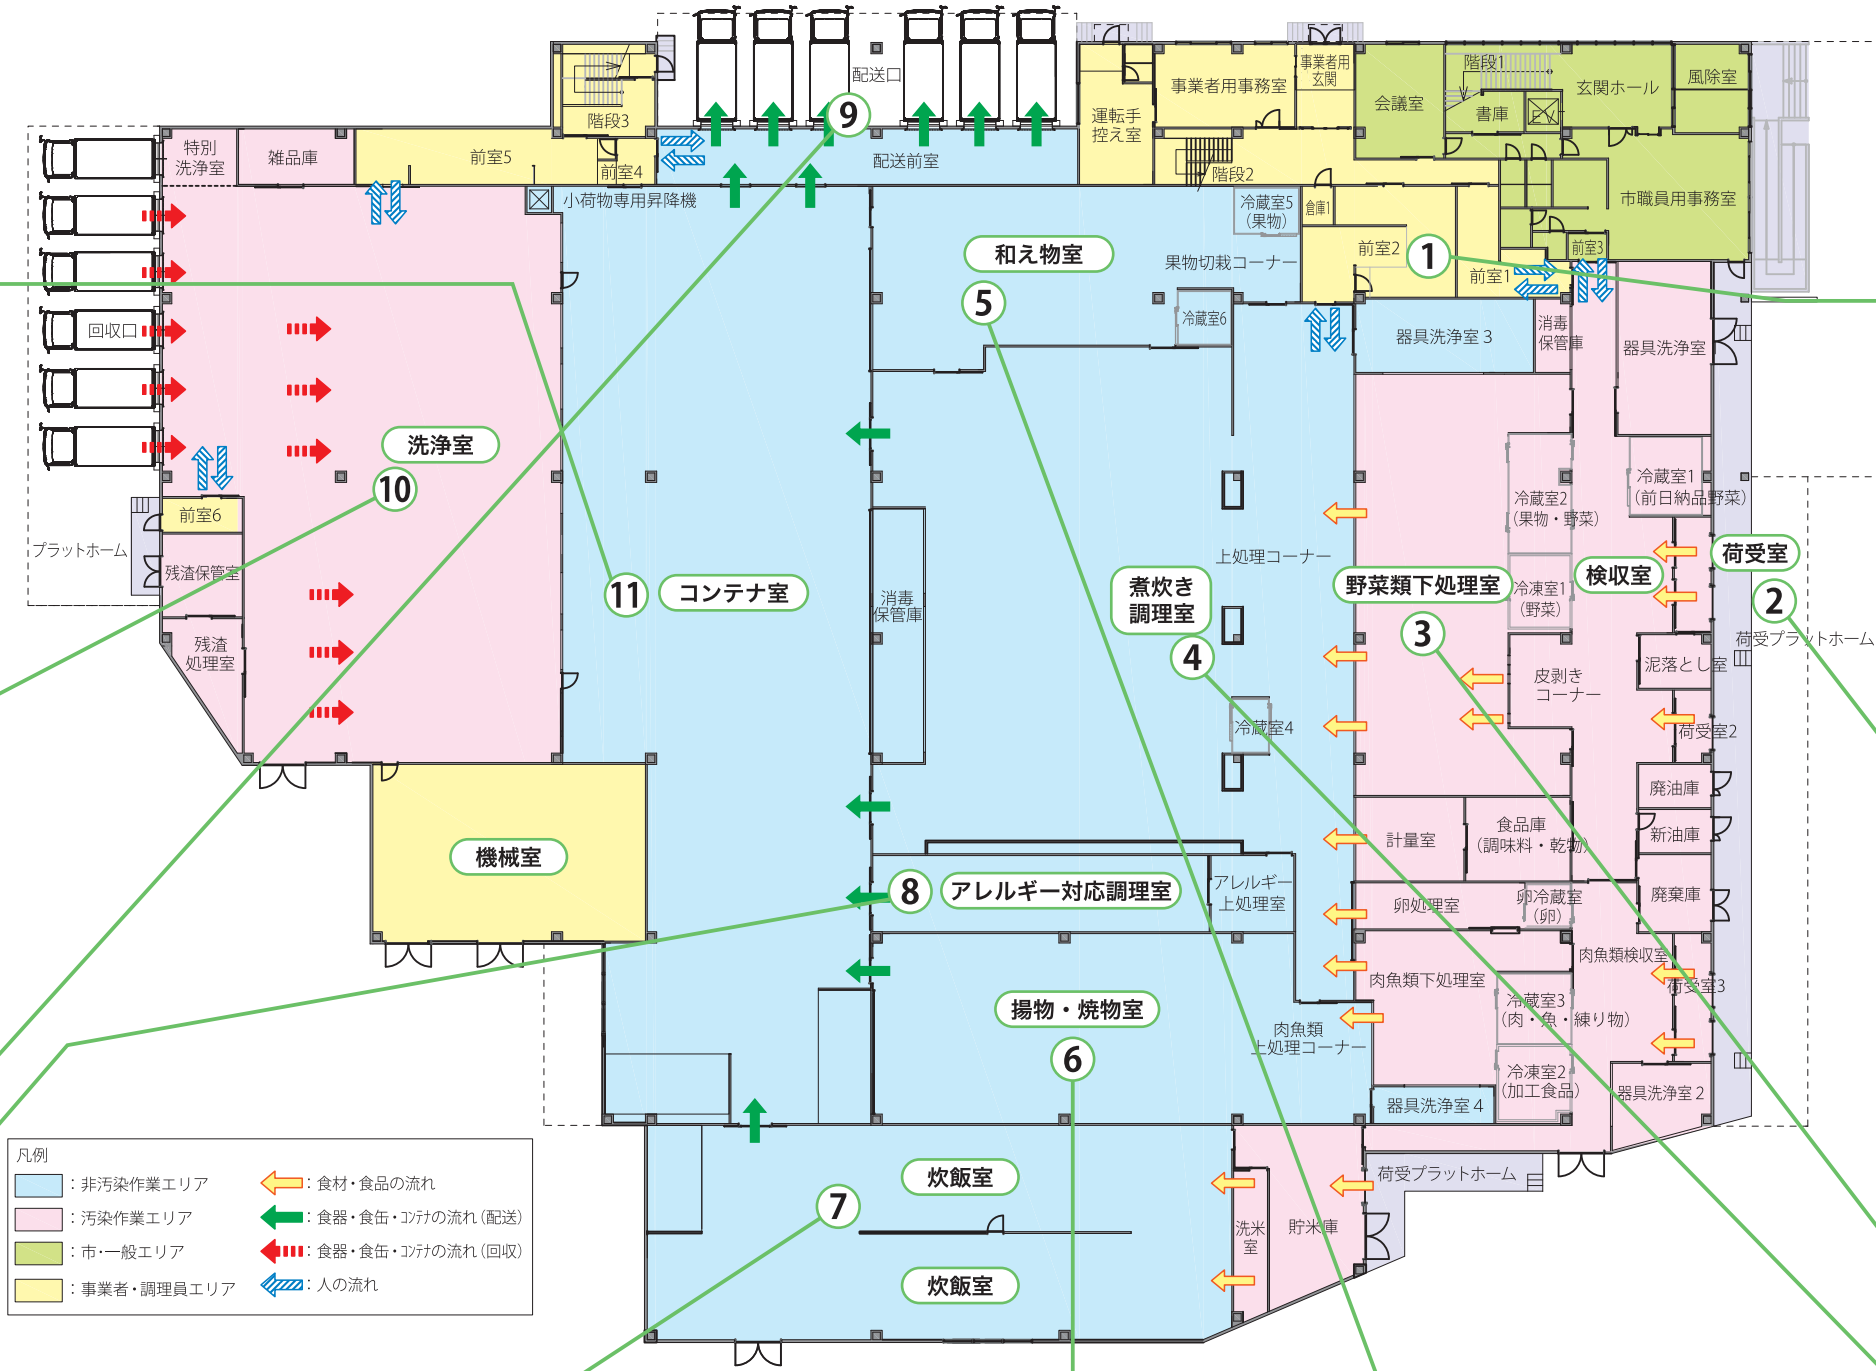 配送口
9
階段3
運転手
控え室
事業者用事務室
事業者用
玄関
会議室
階段1
書庫
EV
玄関ホール
風除室
特別
洗浄室
雑品庫
前室5
前室4
配送前室
階段2
市職員用事務室
小荷物専用昇降機
冷蔵室5
(果物)
倉庫1
前室2
1
前室1
前室3
和え物室
果物切栽コーナー
5
冷蔵室6
器具洗浄室 3
消毒
保管庫
器具洗浄室
回収口
洗浄室
10
前室6
プラットホーム
残渣保管室
残渣
処理室
11
コンテナ室
消毒
保管庫
上処理コーナー
煮炊き
調理室
4
冷蔵室4
冷蔵室2
(果物・野菜)
冷蔵室1
(前日納品野菜)
野菜類下処理室
3
冷凍室1
(野菜)
検収室
荷受室
2
荷受プラットホーム
泥落とし室
皮剥き
コーナー
荷受室2
廃油庫
新油庫
廃棄庫
計量室
食品庫
(調味料・乾物)
機械室
8
アレルギー対応調理室
アレルギー
上処理室
卵処理室
卵冷蔵室
(卵)
肉魚類検収室
荷受室3
肉魚類下処理室
冷蔵室3
(肉・魚・練り物)
揚物・焼物室
6
肉魚類
上処理コーナー
冷凍室2
(加工食品)
器具洗浄室 2
器具洗浄室 4
荷受プラットホーム
炊飯室
7
炊飯室
洗米
室
貯米庫
凡例
：非汚染作業エリア
：汚染作業エリア
：市・一般エリア
：事業者・調理員エリア
：食材・食品の流れ
：食器・食缶・コンテナの流れ（配送）
：食器・食缶・コンテナの流れ（回収）
：人の流れ